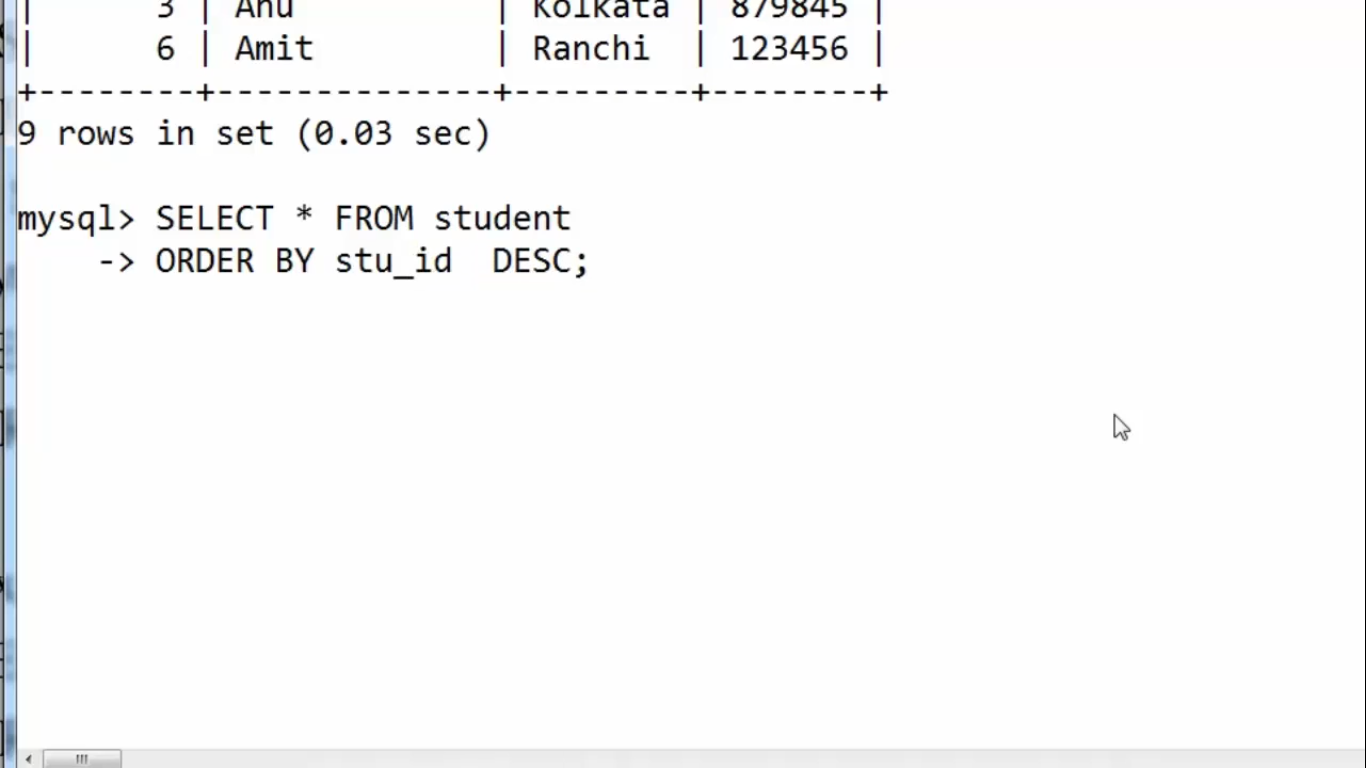 | 3 | Anu | Kolkata | 879845 |
| 6 | Amit | Ranchi | 123456 |
+--------+--------------+---------+--------+
9 rows in set (0.03 sec)
mysql> SELECT * FROM student
-> ORDER BY stu_id  DESC;